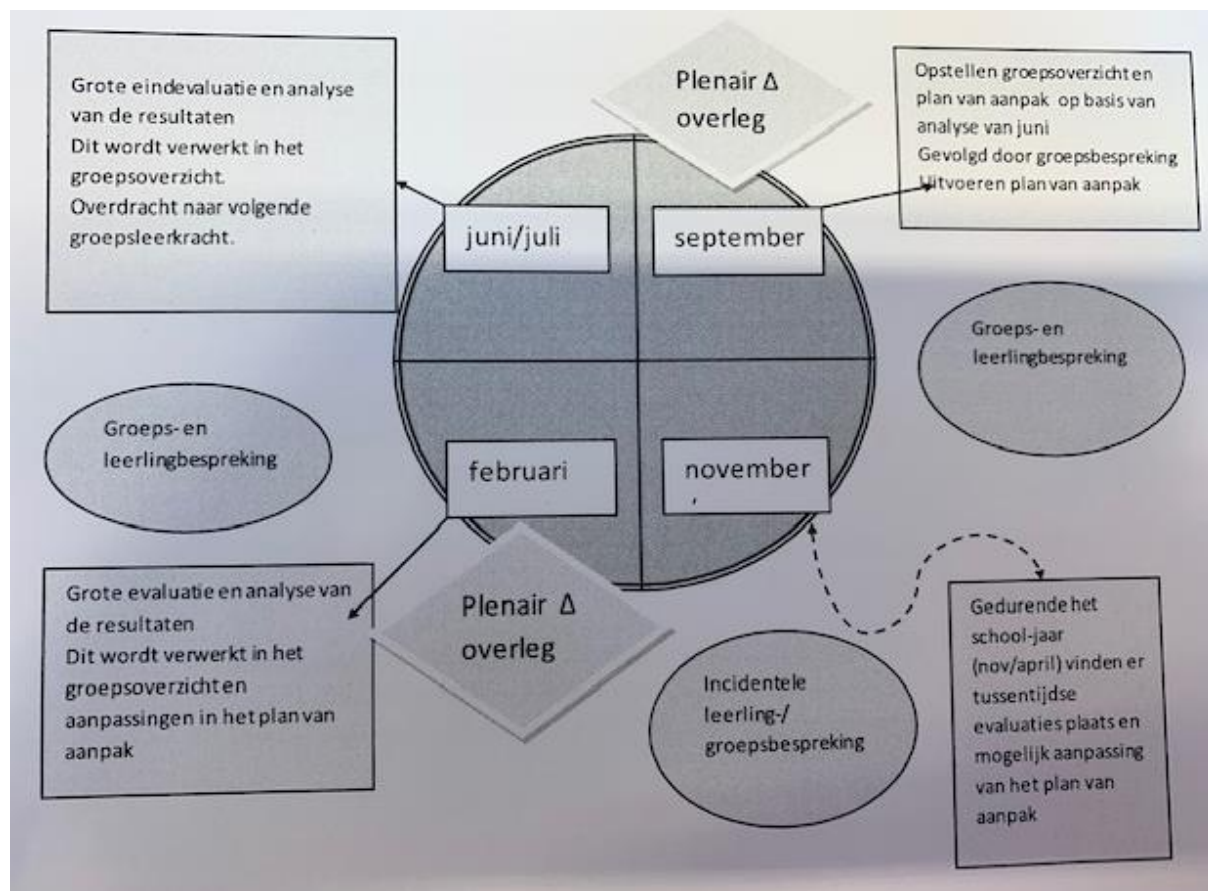 Grote eindevaluatie en analyse
van de resultaten
Dit wordt verwerkt in het
groepsoverzicht.
Overdracht naar volgende
groepsleerkracht.
Plenair Δ
overleg
Opstellen groepsoverzicht en
plan van aanpak op basis van
analyse van juni
Gevolgd door groepsbespreking
Uitvoeren plan van aanpak
juni/juli
september
Groeps- en
leerlingbespreking
Groeps- en
leerlingbespreking
februari
november
Grote evaluatie en analyse van
de resultaten
Dit wordt verwerkt in het
groepsoverzicht en
aanpassingen in het plan van
aanpak
Plenair Δ
overleg
Incidentele
leerling-/
groepsbespreking
Gedurende het
school-jaar
(nov/april) vinden er
tussentijdse
evaluaties plaats en
mogelijk aanpassing
van het plan van
aanpak